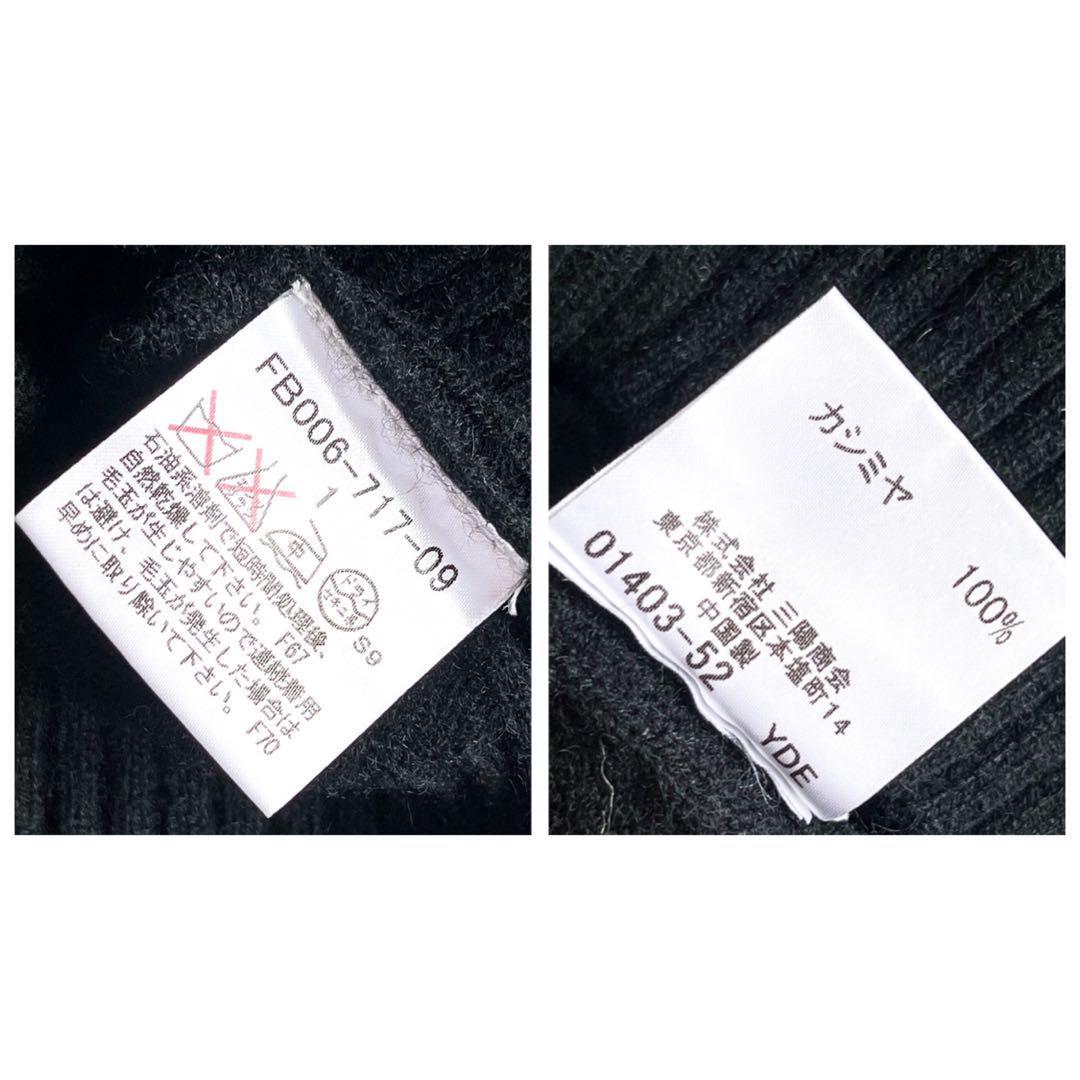 FB006-717-09
1
中
ドライ
セキユ系
S9
石油系溶剤で短時間処理後、
自然乾燥して下さい。 F67
毛玉が生じやすいので連続着用
は避け、毛玉が発生した場合は
早めに取り除いて下さい。 F70
カシミヤ 100%
株式会社 三陽商会
東京都新宿区本塩町14
中国製
01403-52 YDE